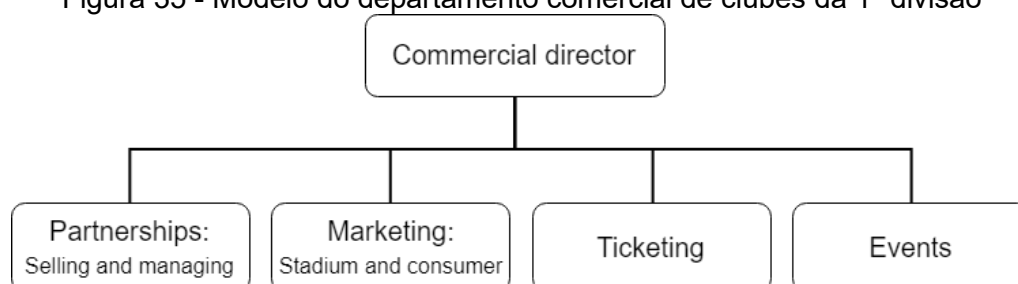 Figura 35 - Modelo do departamento comercial de clubes da 1ª divisão
Commercial director
Partnerships:
Selling and managing
Marketing:
Stadium and consumer
Ticketing
Events